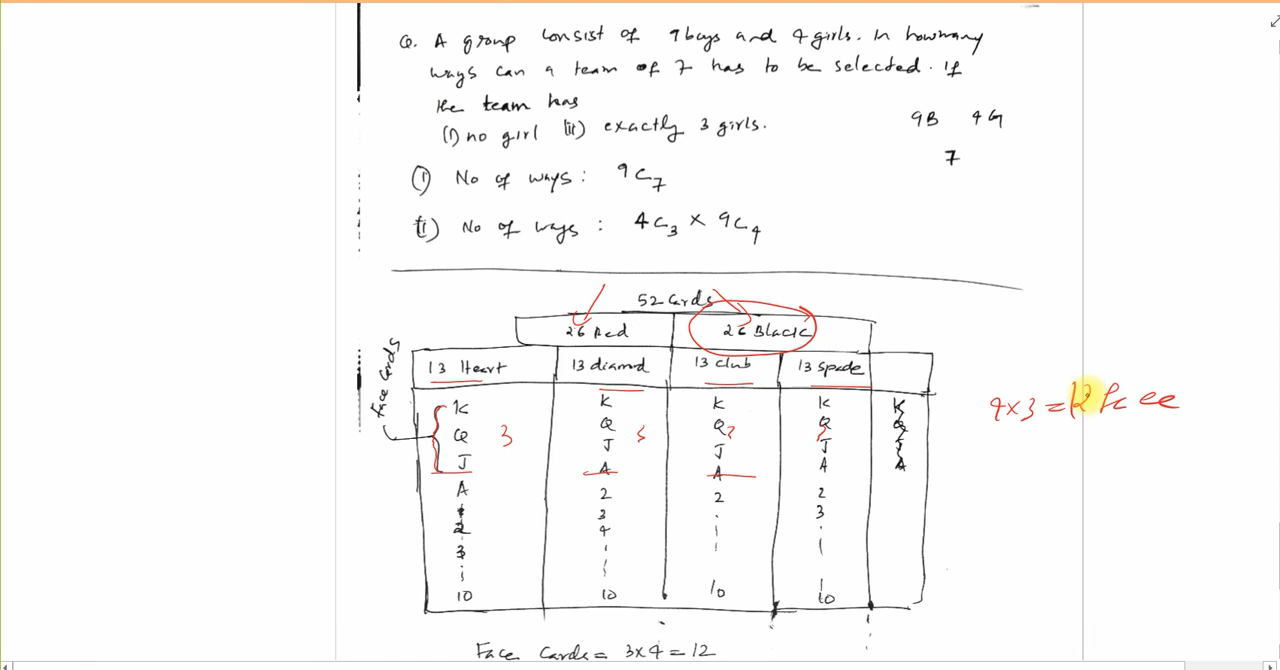 Q. A group consist of 9 boys and 4 girls. In howmany
ways can a team of 7 has to be selected. If
the team has
(i) no girl (ii) exactly 3 girls.
9B 4G
7
(i) No of ways : 9C7
(ii) No of ways : 4C3 × 9C4
52 Cards
26 Red 26 Black
13 Heart 13 diamond 13 club 13 spade
Face Cards
K K K K K
Q Q Q Q Q
3 3 3 3
J J J J J
A A A A A
2 2 2 2
3 3 3
4
10 10 10 10
4×3 = 12 face
Face Cards = 3×4 = 12